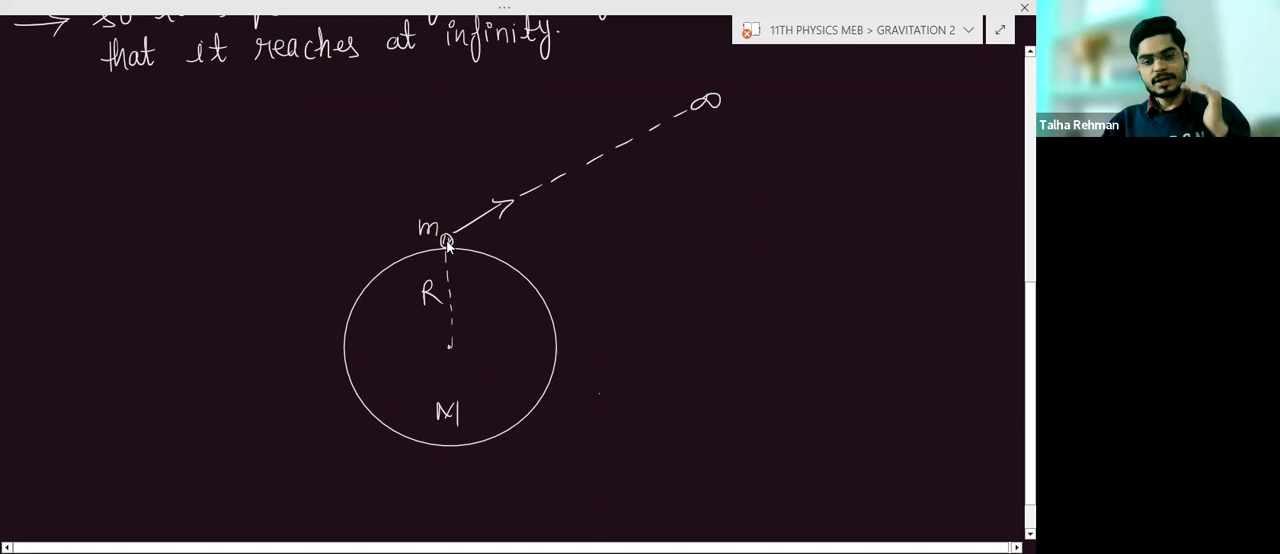 that it reaches at infinity.
11TH PHYSICS MEB > GRAVITATION 2
Talha Rehman
∞
m
R
M